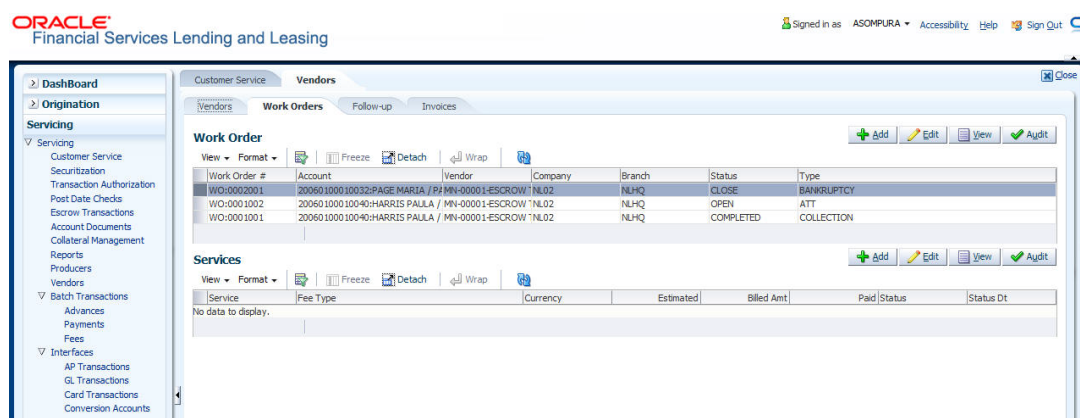 ORACLE
Financial Services Lending and Leasing
Signed in as ASOMPURA Accessibility Help Sign Out
Close
DashBoard
Origination
Servicing
Servicing
Customer Service
Securitization
Transaction Authorization
Post Date Checks
Escrow Transactions
Account Documents
Collateral Management
Reports
Producers
Vendors
Batch Transactions
Advances
Payments
Fees
Interfaces
AP Transactions
GL Transactions
Card Transactions
Conversion Accounts
Customer Service Vendors
Vendors Work Orders Follow-up Invoices
Work Order
Add Edit View Audit
View Format Freeze Detach Wrap
Work Order # Account Vendor Company Branch Status Type
WO:0002001 20060100010032:PAGE MARIA / PA MN-00001-ESCROW NL02 NLHQ CLOSE BANKRUPTCY
WO:0001002 20060100010040:HARRIS PAULA / MN-00001-ESCROW NL02 NLHQ OPEN ATT
WO:0001001 20060100010040:HARRIS PAULA / MN-00001-ESCROW NL02 NLHQ COMPLETED COLLECTION
Services
Add Edit View Audit
View Format Freeze Detach Wrap
Service Fee Type Currency Estimated Billed Amt Paid Status Status Dt
No data to display.